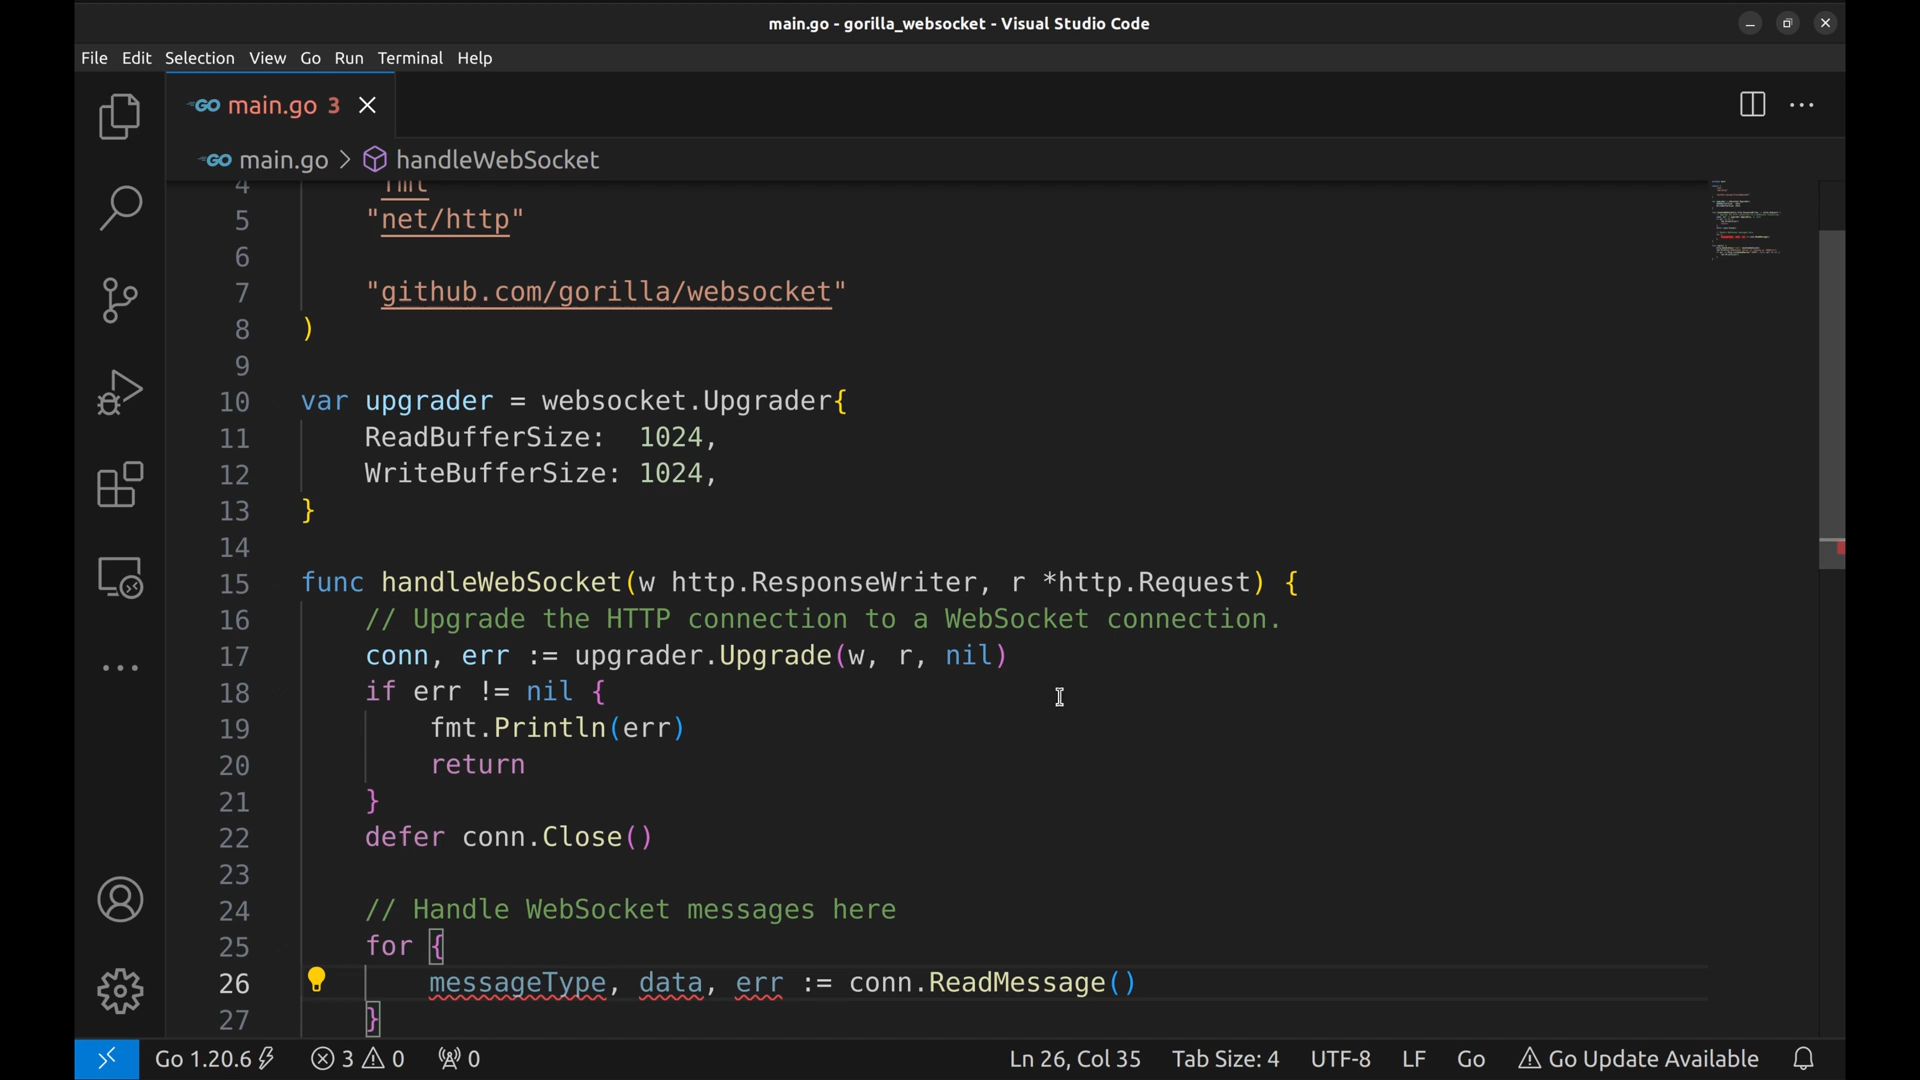 main.go - gorilla_websocket - Visual Studio Code
File Edit Selection View Go Run Terminal Help
GO main.go 3
GO main.go > handleWebSocket
4 "fmt"
5 "net/http"
6
7 "github.com/gorilla/websocket"
8 )
9
10 var upgrader = websocket.Upgrader{
11 ReadBufferSize:  1024,
12 WriteBufferSize: 1024,
13 }
14
15 func handleWebSocket(w http.ResponseWriter, r *http.Request) {
16 // Upgrade the HTTP connection to a WebSocket connection.
17 conn, err := upgrader.Upgrade(w, r, nil)
18 if err != nil {
19 fmt.Println(err)
20 return
21 }
22 defer conn.Close()
23
24 // Handle WebSocket messages here
25 for {
26 messageType, data, err := conn.ReadMessage()
27 }
Go 1.20.6 3 0 0 Ln 26, Col 35 Tab Size: 4 UTF-8 LF Go Go Update Available